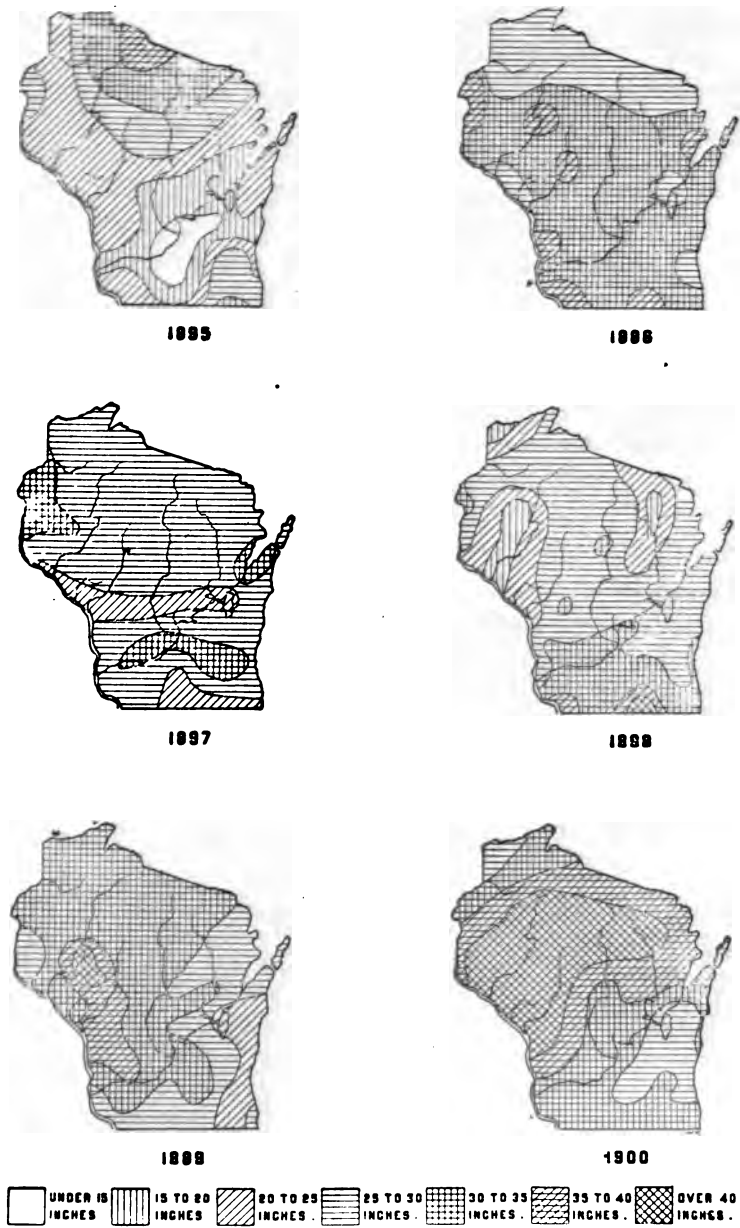 1895
1896
1897
1898
1899
1900
UNDER 15 INCHES
15 TO 20 INCHES
20 TO 25 INCHES.
25 TO 30 INCHES.
30 TO 35 INCHES.
35 TO 40 INCHES.
OVER 40 INCHES.